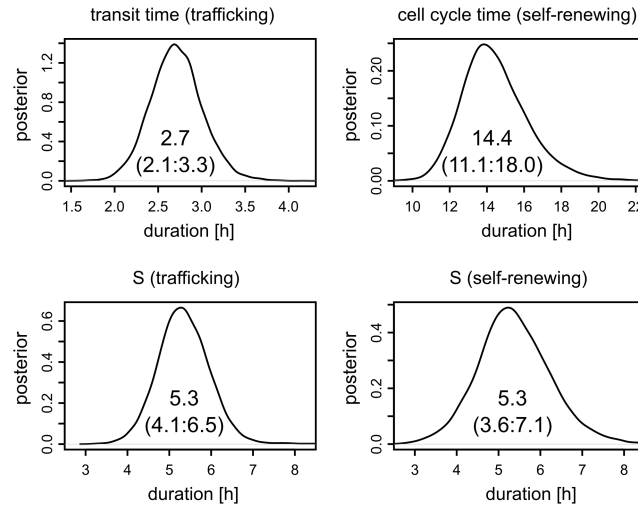 transit time (trafficking)
posterior
0.0 0.4 0.8 1.2
2.7
(2.1:3.3)
1.5 2.0 2.5 3.0 3.5 4.0
duration [h]
cell cycle time (self-renewing)
posterior
0.00 0.10 0.20
14.4
(11.1:18.0)
10 12 14 16 18 20 22
duration [h]
S (trafficking)
posterior
0.0 0.2 0.4 0.6
5.3
(4.1:6.5)
3 4 5 6 7 8
duration [h]
S (self-renewing)
posterior
0.0 0.2 0.4
5.3
(3.6:7.1)
3 4 5 6 7 8
duration [h]